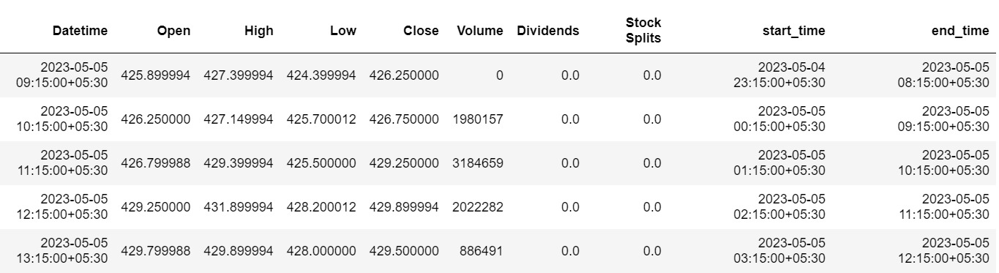 Datetime Open High Low Close Volume Dividends Stock Splits start_time end_time
2023-05-05 09:15:00+05:30 425.899994 427.399994 424.399994 426.250000 0 0.0 0.0 2023-05-04 23:15:00+05:30 2023-05-05 08:15:00+05:30
2023-05-05 10:15:00+05:30 426.250000 427.149994 425.700012 426.750000 1980157 0.0 0.0 2023-05-05 00:15:00+05:30 2023-05-05 09:15:00+05:30
2023-05-05 11:15:00+05:30 426.799988 429.399994 425.500000 429.250000 3184659 0.0 0.0 2023-05-05 01:15:00+05:30 2023-05-05 10:15:00+05:30
2023-05-05 12:15:00+05:30 429.250000 431.899994 428.200012 429.899994 2022282 0.0 0.0 2023-05-05 02:15:00+05:30 2023-05-05 11:15:00+05:30
2023-05-05 13:15:00+05:30 429.799988 429.899994 428.000000 429.500000 886491 0.0 0.0 2023-05-05 03:15:00+05:30 2023-05-05 12:15:00+05:30